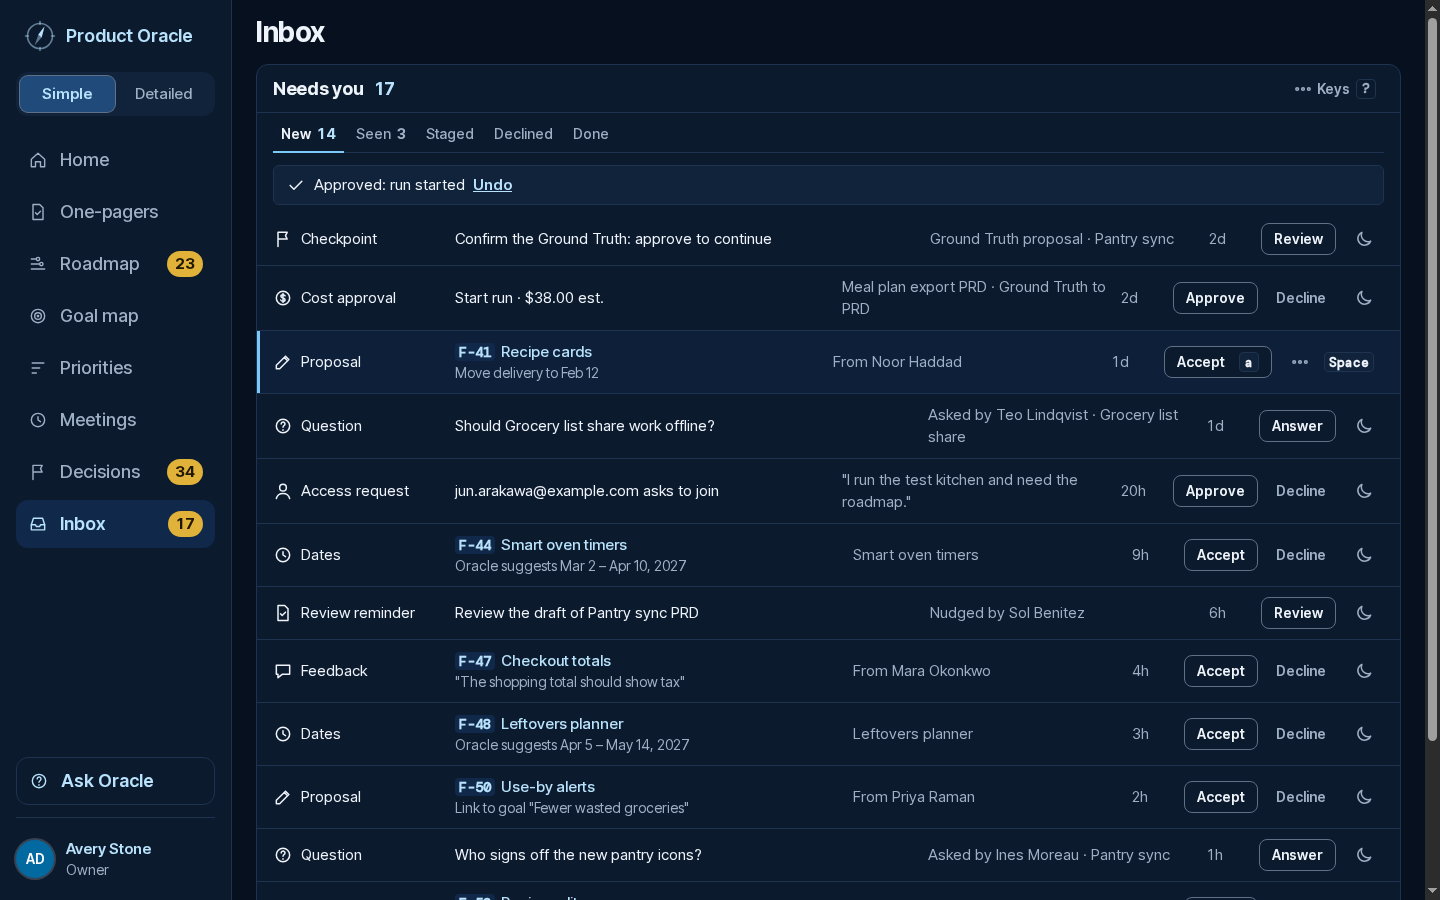 Product Oracle
Simple
Detailed
Home
One-pagers
Roadmap 23
Goal map
Priorities
Meetings
Decisions 34
Inbox 17
Ask Oracle
AD
Avery Stone
Owner
Inbox
Needs you 17
Keys ?
New 14
Seen 3
Staged
Declined
Done
Approved: run started Undo
Checkpoint
Confirm the Ground Truth: approve to continue
Ground Truth proposal · Pantry sync
2d
Review
Cost approval
Start run · $38.00 est.
Meal plan export PRD · Ground Truth to
PRD
2d
Approve
Decline
Proposal
F-41 Recipe cards
Move delivery to Feb 12
From Noor Haddad
1d
Accept a
Space
Question
Should Grocery list share work offline?
Asked by Teo Lindqvist · Grocery list
share
1d
Answer
Access request
jun.arakawa@example.com asks to join
"I run the test kitchen and need the
roadmap."
20h
Approve
Decline
Dates
F-44 Smart oven timers
Oracle suggests Mar 2 – Apr 10, 2027
Smart oven timers
9h
Accept
Decline
Review reminder
Review the draft of Pantry sync PRD
Nudged by Sol Benitez
6h
Review
Feedback
F-47 Checkout totals
"The shopping total should show tax"
From Mara Okonkwo
4h
Accept
Decline
Dates
F-48 Leftovers planner
Oracle suggests Apr 5 – May 14, 2027
Leftovers planner
3h
Accept
Decline
Proposal
F-50 Use-by alerts
Link to goal "Fewer wasted groceries"
From Priya Raman
2h
Accept
Decline
Question
Who signs off the new pantry icons?
Asked by Ines Moreau · Pantry sync
1h
Answer